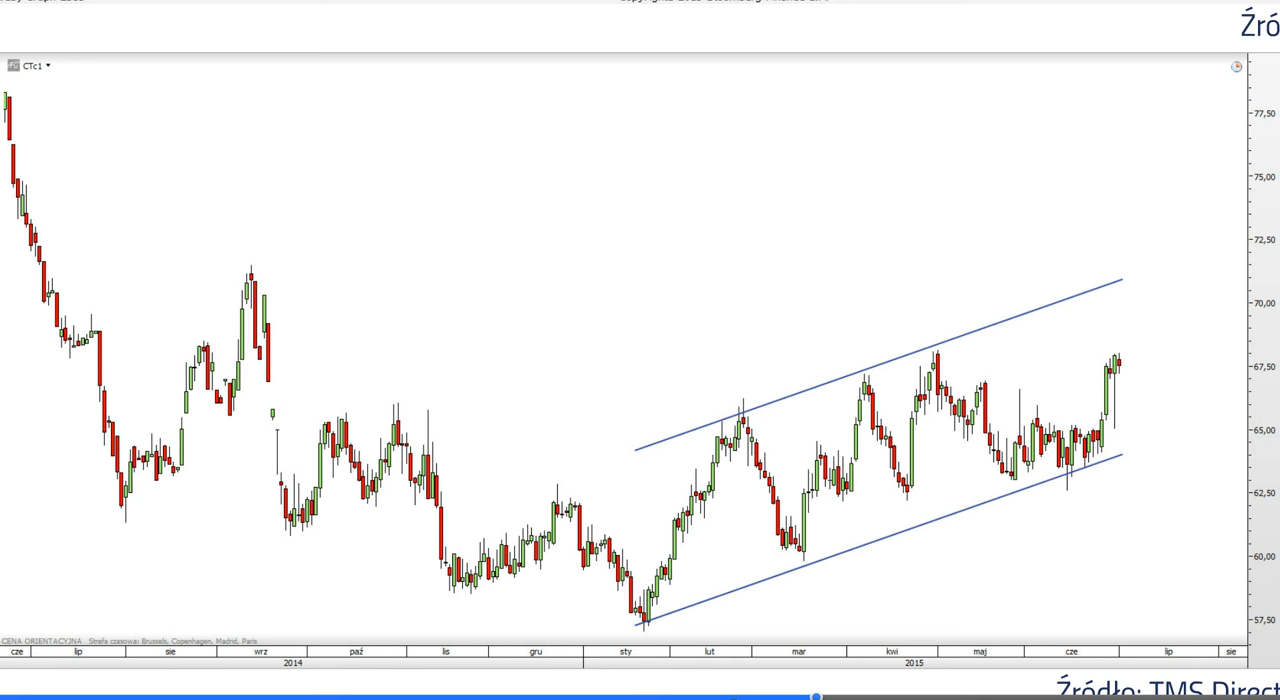 Źró
CTc1
77,50
75,00
72,50
70,00
67,50
65,00
62,50
60,00
57,50
CENA ORIENTACYJNA Strefa czasowa: Brussels, Copenhagen, Madrid, Paris
cze lip sie wrz paź lis gru sty lut mar kwi maj cze lip sie
2014 2015
Źródło: TMS Direct